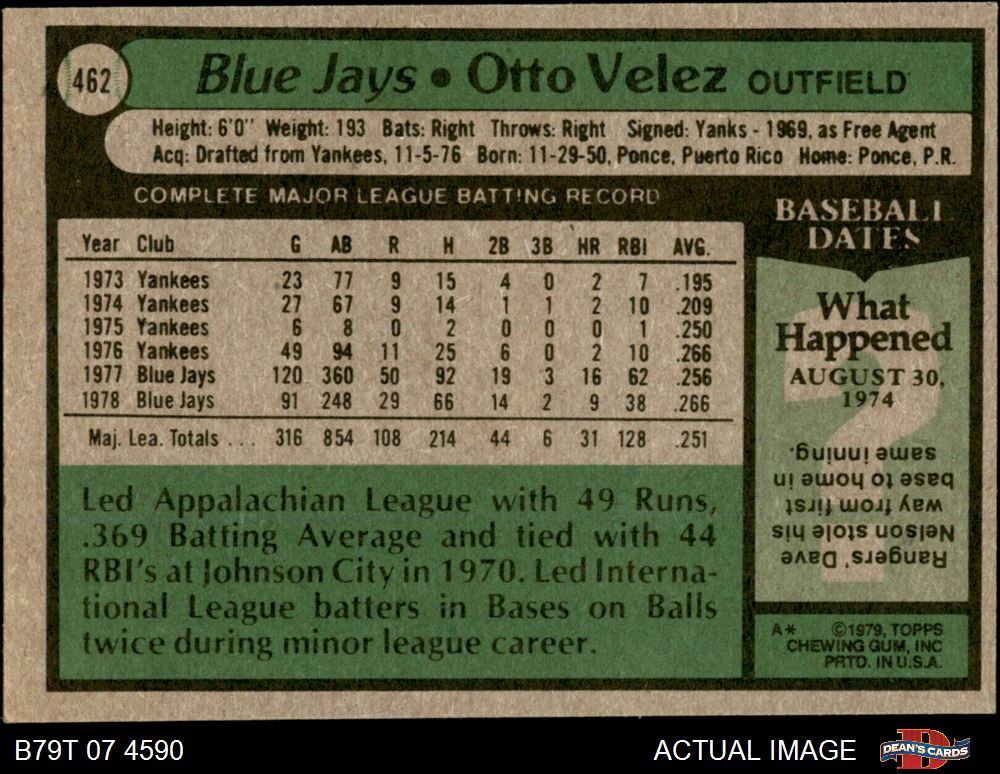 462
Blue Jays • Otto Velez OUTFIELD
Height: 6'0" Weight: 193 Bats: Right Throws: Right Signed: Yanks - 1969, as Free Agent
Acq: Drafted from Yankees, 11-5-76 Born: 11-29-50, Ponce, Puerto Rico Home: Ponce, P.R.
COMPLETE MAJOR LEAGUE BATTING RECORD
Year Club G AB R H 2B 3B HR RBI AVG.
1973 Yankees 23 77 9 15 4 0 2 7 .195
1974 Yankees 27 67 9 14 1 1 2 10 .209
1975 Yankees 6 8 0 2 0 0 0 1 .250
1976 Yankees 49 94 11 25 6 0 2 10 .266
1977 Blue Jays 120 360 50 92 19 3 16 62 .256
1978 Blue Jays 91 248 29 66 14 2 9 38 .266
Maj. Lea. Totals ... 316 854 108 214 44 6 31 128 .251
Led Appalachian League with 49 Runs,
.369 Batting Average and tied with 44
RBI's at Johnson City in 1970. Led Interna-
tional League batters in Bases on Balls
twice during minor league career.
BASEBALL
DATES
What
Happened
AUGUST 30,
1974
?
Rangers' Dave
Nelson stole his
way from first
base to home in
same inning.
A* ©1979, TOPPS
CHEWING GUM, INC
PRTD. IN U.S.A.
B79T 07 4590
ACTUAL IMAGE
DEAN'S CARDS